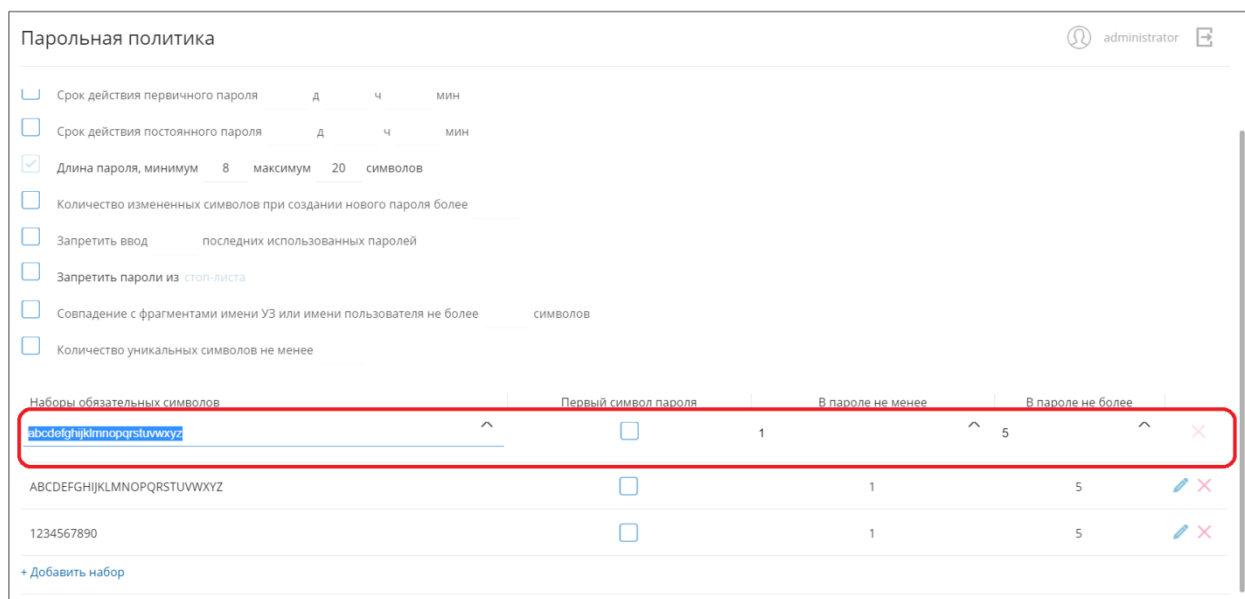 Парольная политика administrator
Срок действия первичного пароля д ч мин
Срок действия постоянного пароля д ч мин
Длина пароля, минимум 8 максимум 20 символов
Количество измененных символов при создании нового пароля более
Запретить ввод последних использованных паролей
Запретить пароли из стоп-листа
Совпадение с фрагментами имени УЗ или имени пользователя не более символов
Количество уникальных символов не менее
Наборы обязательных символов Первый символ пароля В пароле не менее В пароле не более
abcdefghijklmnopqrstuvwxyz 1 5
ABCDEFGHIJKLMNOPQRSTUVWXYZ 1 5
1234567890 1 5
+ Добавить набор